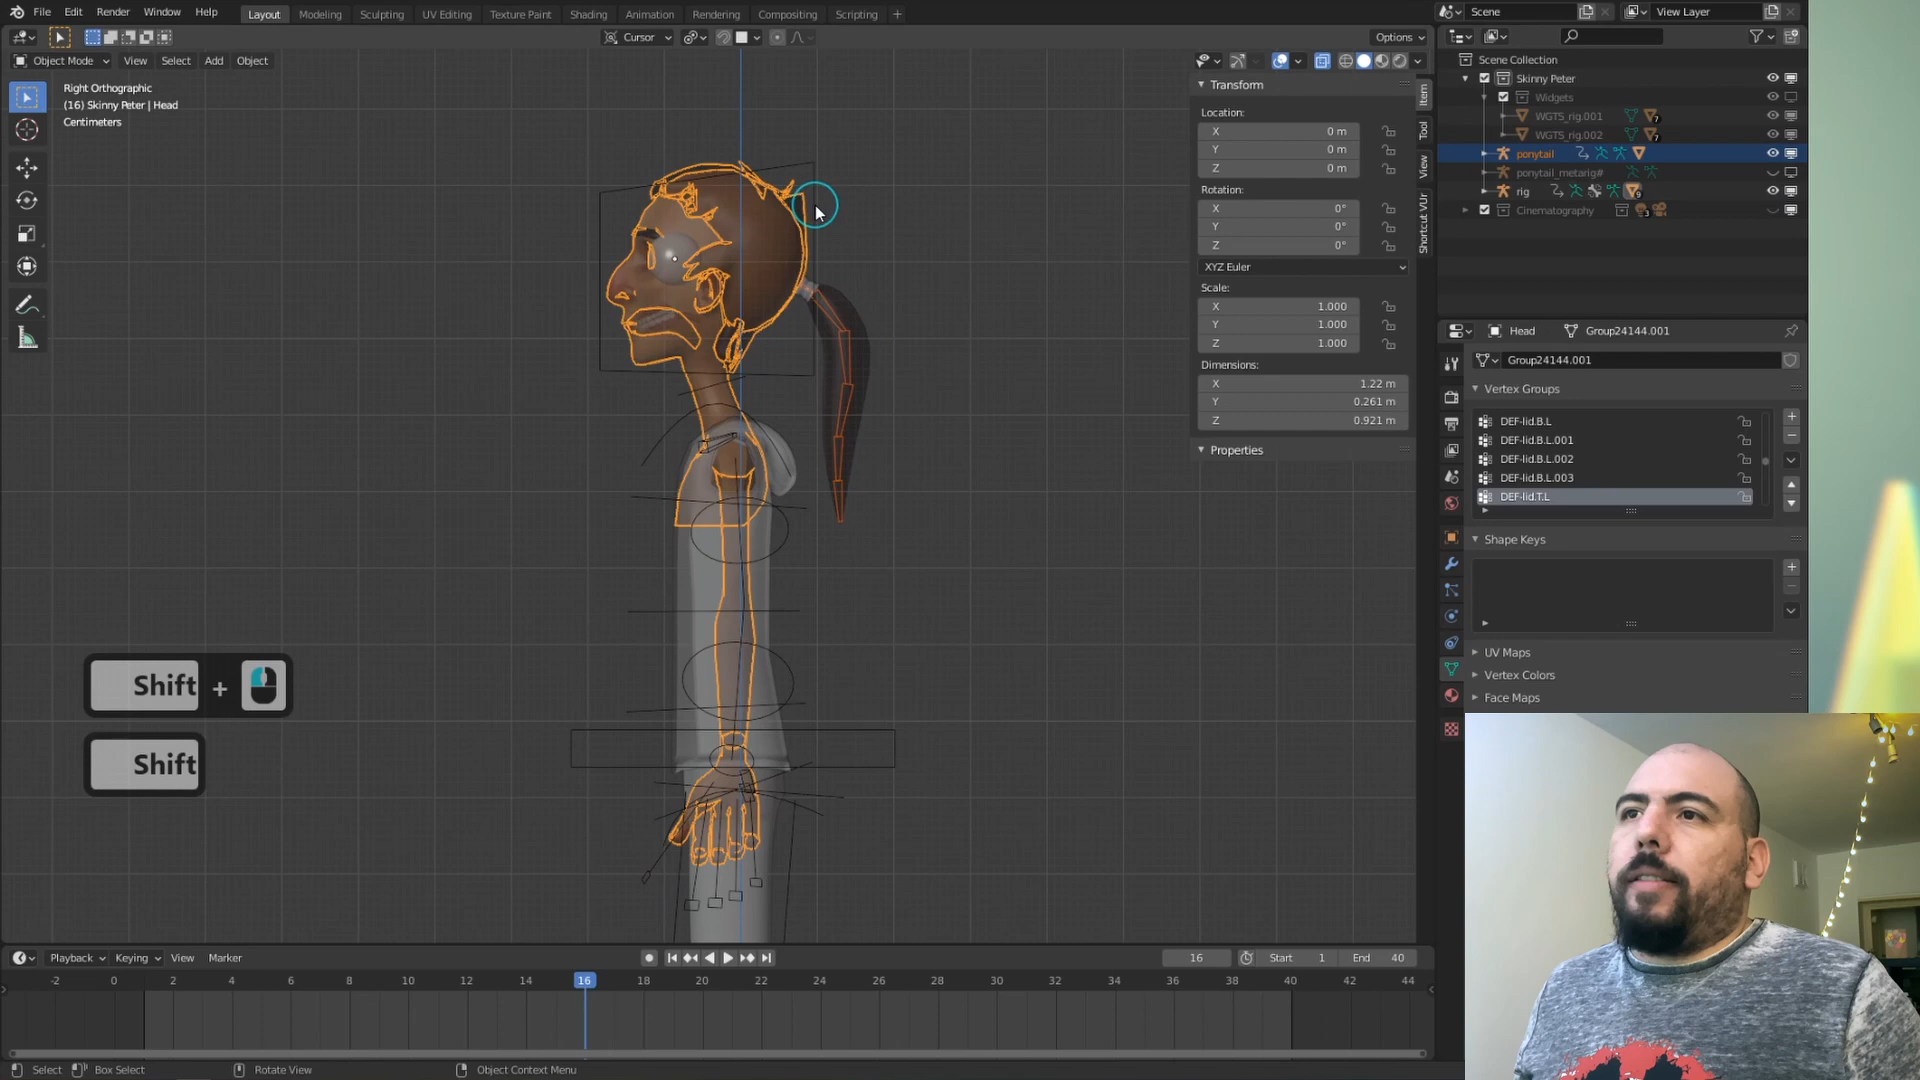 File Edit Render Window Help Layout Modeling Sculpting UV Editing Texture Paint Shading Animation Rendering Compositing Scripting + Scene View Layer
Cursor Options
Object Mode View Select Add Object
Right Orthographic
(16) Skinny Peter | Head
Centimeters
Transform
Location:
X 0 m
Y 0 m
Z 0 m
Rotation:
X 0°
Y 0°
Z 0°
XYZ Euler
Scale:
X 1.000
Y 1.000
Z 1.000
Dimensions:
X 1.22 m
Y 0.261 m
Z 0.921 m
Properties
Item
Tool
View
Shortcut VUr
Scene Collection
Skinny Peter
Widgets
WGTS_rig.001 7
WGTS_rig.002 7
ponytail
ponytail_metarig#
rig 9
Cinematography 3
Head Group24144.001
Group24144.001
Vertex Groups
DEF-lid.B.L
DEF-lid.B.L.001
DEF-lid.B.L.002
DEF-lid.B.L.003
DEF-lid.T.L
Shape Keys
UV Maps
Vertex Colors
Face Maps
Shift +
Shift
Playback Keying View Marker 16 Start 1 End 40
-2 0 2 4 6 8 10 12 14 16 18 20 22 24 26 28 30 32 34 36 38 40 42 44
Select Box Select Rotate View Object Context Menu